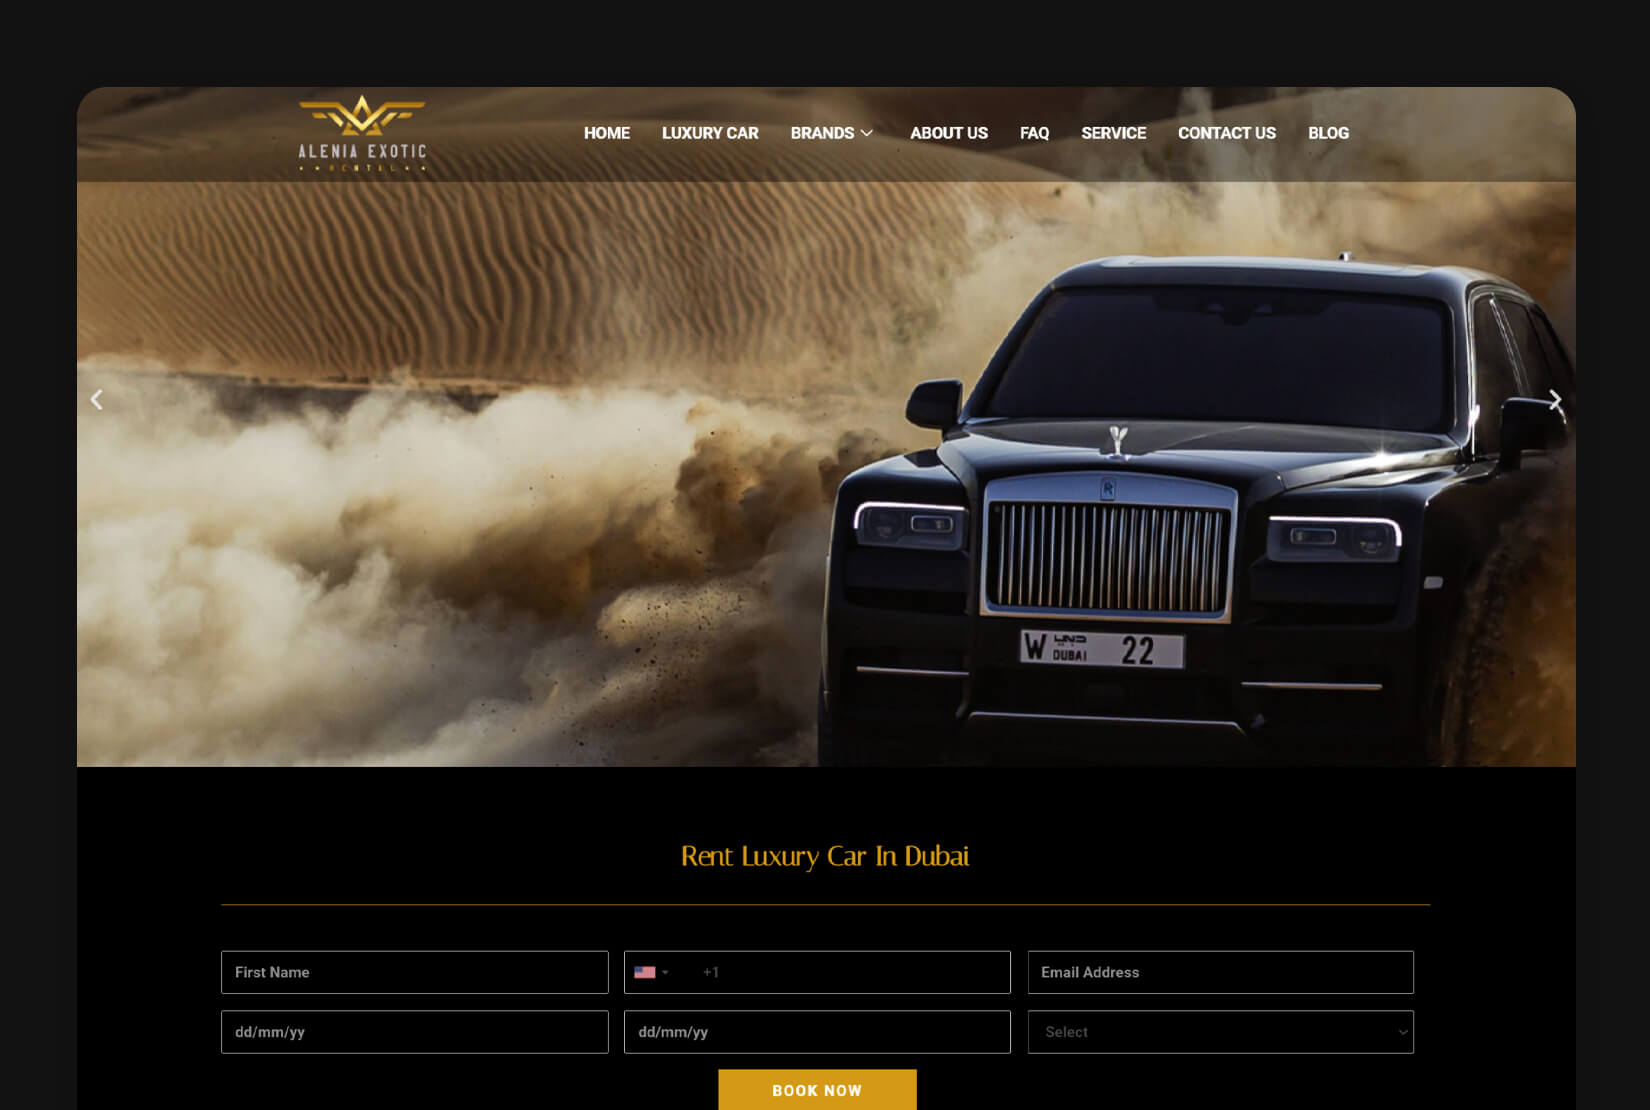 ALENIA EXOTIC
RENTEL
HOME LUXURY CAR BRANDS ABOUT US FAQ SERVICE CONTACT US BLOG
R
W DUBAI 22
Rent Luxury Car In Dubai
First Name +1 Email Address
dd/mm/yy dd/mm/yy Select
BOOK NOW